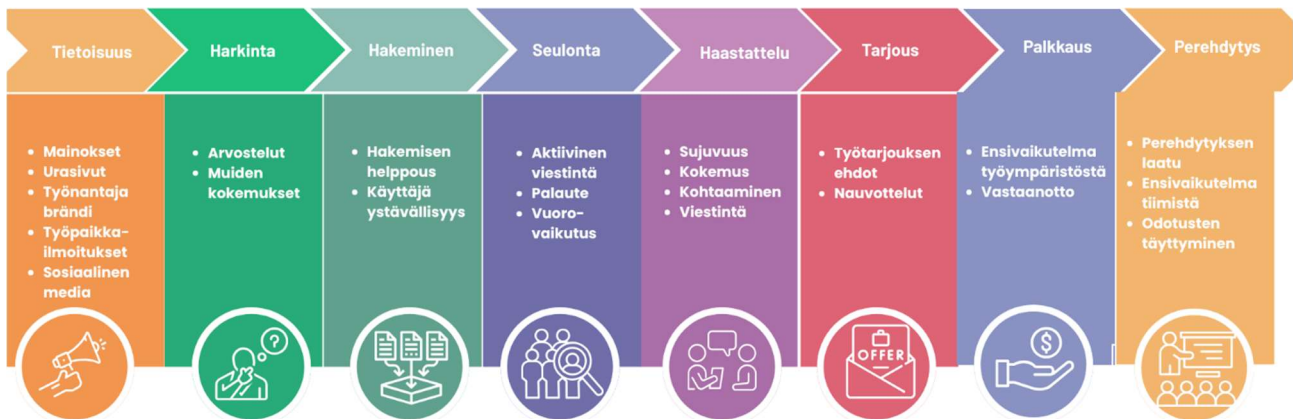 Tietoisuus
Harkinta
Hakeminen
Seulonta
Haastattelu
Tarjous
Palkkaus
Perehdytys
• Mainokset
• Urasivut
• Työnantaja
brändi
• Työpaikka-
ilmoitukset
• Sosiaalinen
media
• Arvostelut
• Muiden
kokemukset
• Hakemisen
helppous
• Käyttäjä
ystävällisyys
• Aktiivinen
viestintä
• Palaute
• Vuoro-
vaikutus
• Sujuvuus
• Kokemus
• Kohtaaminen
• Viestintä
• Työtarjouksen
ehdot
• Nauvottelut
• Ensivaikutelma
työympäristöstä
• Vastaanotto
• Perehdytyksen
laatu
• Ensivaikutelma
tiimistä
• Odotusten
täyttyminen
?
OFFER
$